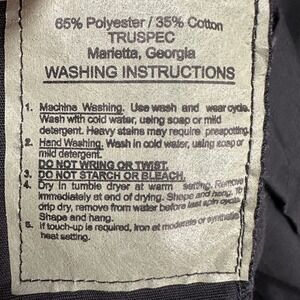 65% Polyester / 35% Cotton
TRUSPEC
Marietta, Georgia
WASHING INSTRUCTIONS
1. Machine Washing. Use wash and wear cycle.
Wash with cold water, using soap or mild
detergent. Heavy stains may require prespotting.
2. Hand Washing. Wash in cold water, using soap or
mild detergent.
DO NOT WRING OR TWIST.
3. DO NOT STARCH OR BLEACH.
4. Dry in tumble dryer at warm setting. Remove
immediately at end of drying. Shape and hang. To
drip dry, remove from water before last spin cycle.
Shape and hang.
5. If touch-up is required, iron at moderate or synthetic
heat setting.